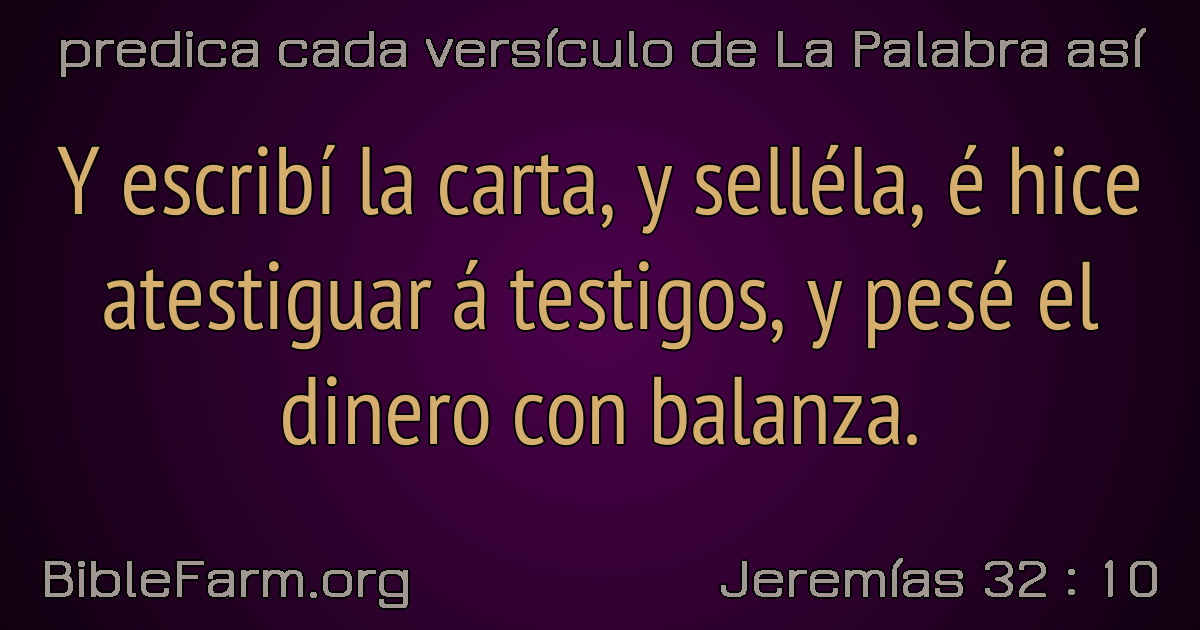 predica cada versículo de La Palabra así
Y escribí la carta, y selléla, é hice
atestiguar á testigos, y pesé el
dinero con balanza.
BibleFarm.org
Jeremías 32 : 10